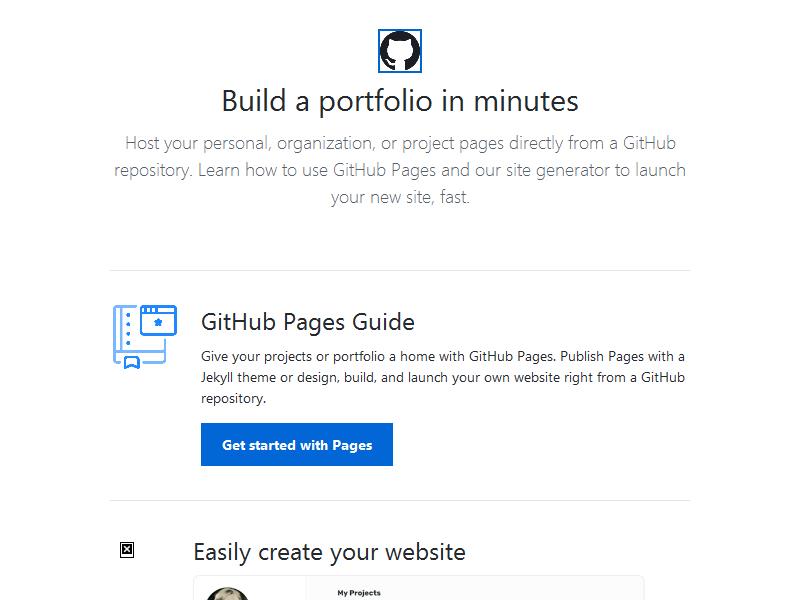 Build a portfolio in minutes
Host your personal, organization, or project pages directly from a GitHub
repository. Learn how to use GitHub Pages and our site generator to launch
your new site, fast.
GitHub Pages Guide
Give your projects or portfolio a home with GitHub Pages. Publish Pages with a
Jekyll theme or design, build, and launch your own website right from a GitHub
repository.
Get started with Pages
Easily create your website
My Projects